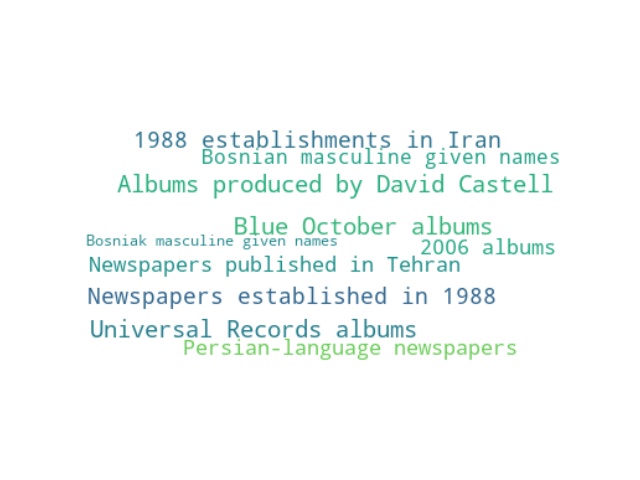 1988 establishments in Iran
Bosnian masculine given names
Albums produced by David Castell
Blue October albums
Bosniak masculine given names
2006 albums
Newspapers published in Tehran
Newspapers established in 1988
Universal Records albums
Persian-language newspapers